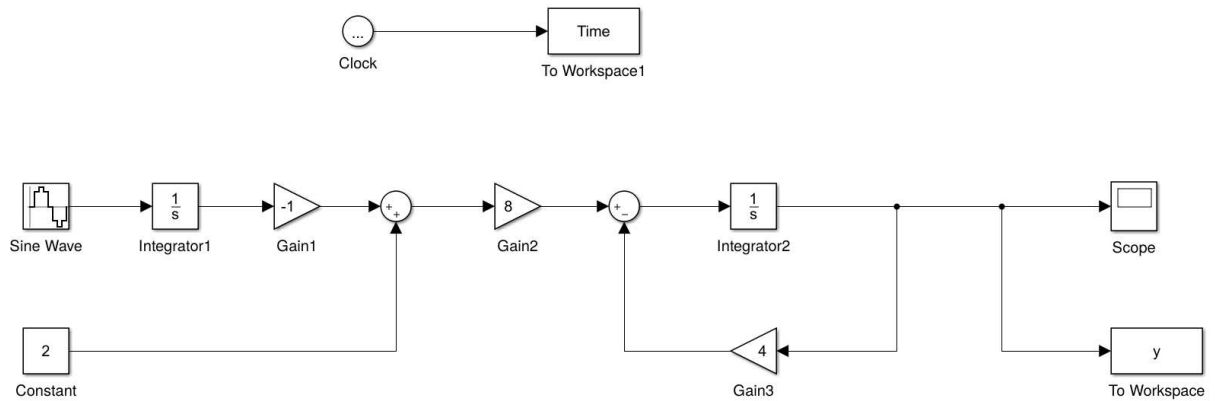 ...
Time
Clock
To Workspace1
1
s
-1
+
+
8
+
−
1
s
Sine Wave
Integrator1
Gain1
Gain2
Integrator2
Scope
2
4
y
Constant
Gain3
To Workspace